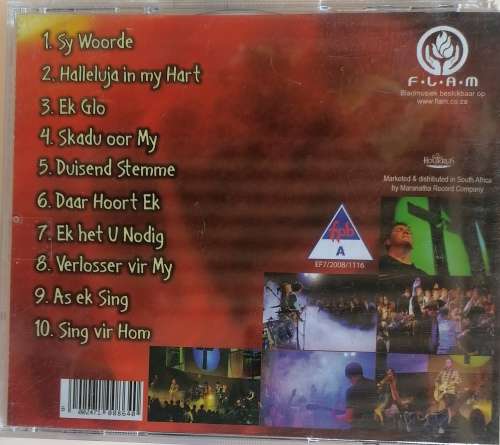 1. Sy Woorde
2. Halleluja in my Hart
3. Ek Glo
4. Skadu oor My
5. Duisend Stemme
6. Daar Hoort Ek
7. Ek het U Nodig
8. Verlosser vir My
9. As ek Sing
10. Sing vir Hom
F·L·A·M
Bladmusiek beskikbaar op
www.flam.co.za
Marketed & distributed in South Africa
by Maranatha Record Company
fpb
A
EF7/2008/1116